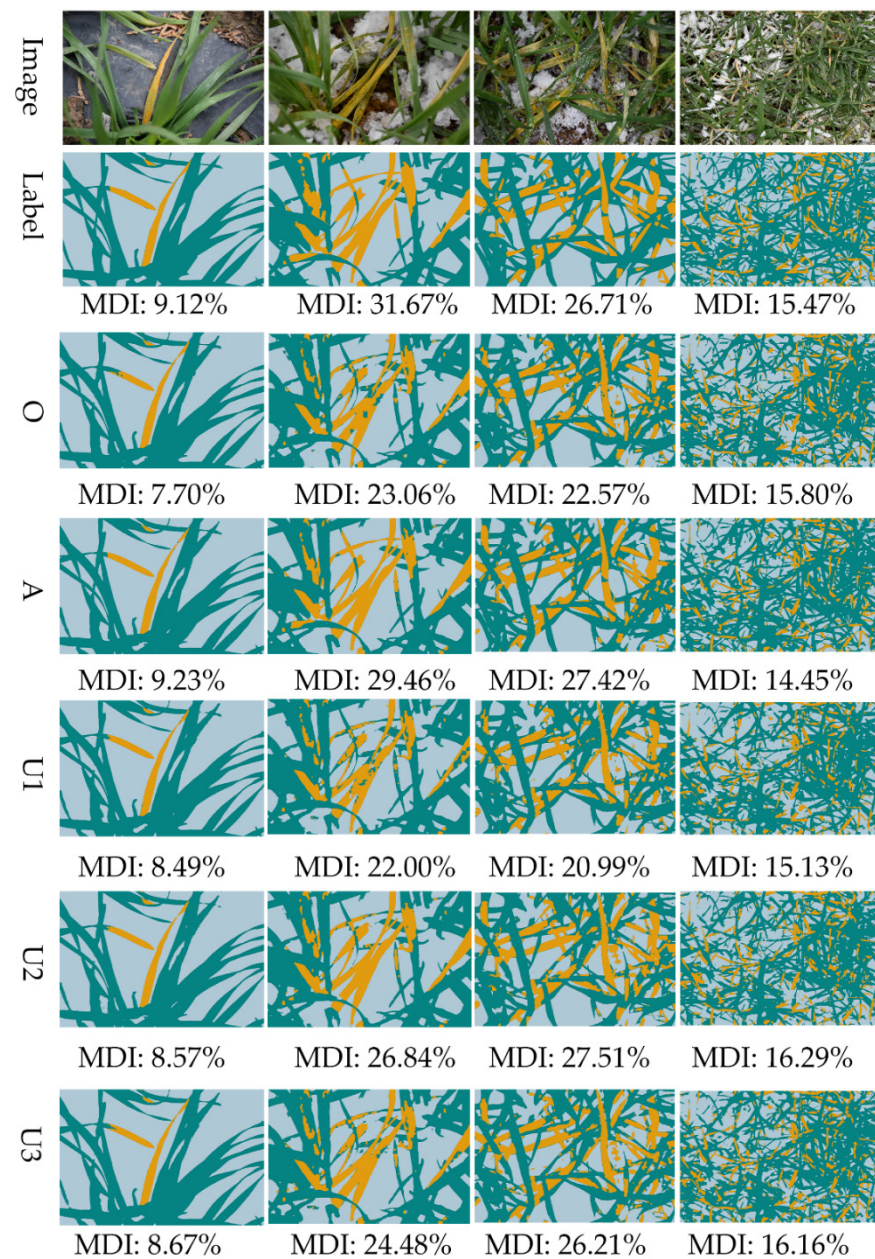 Image
Label
MDI: 9.12% MDI: 31.67% MDI: 26.71% MDI: 15.47%
O
MDI: 7.70% MDI: 23.06% MDI: 22.57% MDI: 15.80%
A
MDI: 9.23% MDI: 29.46% MDI: 27.42% MDI: 14.45%
U1
MDI: 8.49% MDI: 22.00% MDI: 20.99% MDI: 15.13%
U2
MDI: 8.57% MDI: 26.84% MDI: 27.51% MDI: 16.29%
U3
MDI: 8.67% MDI: 24.48% MDI: 26.21% MDI: 16.16%